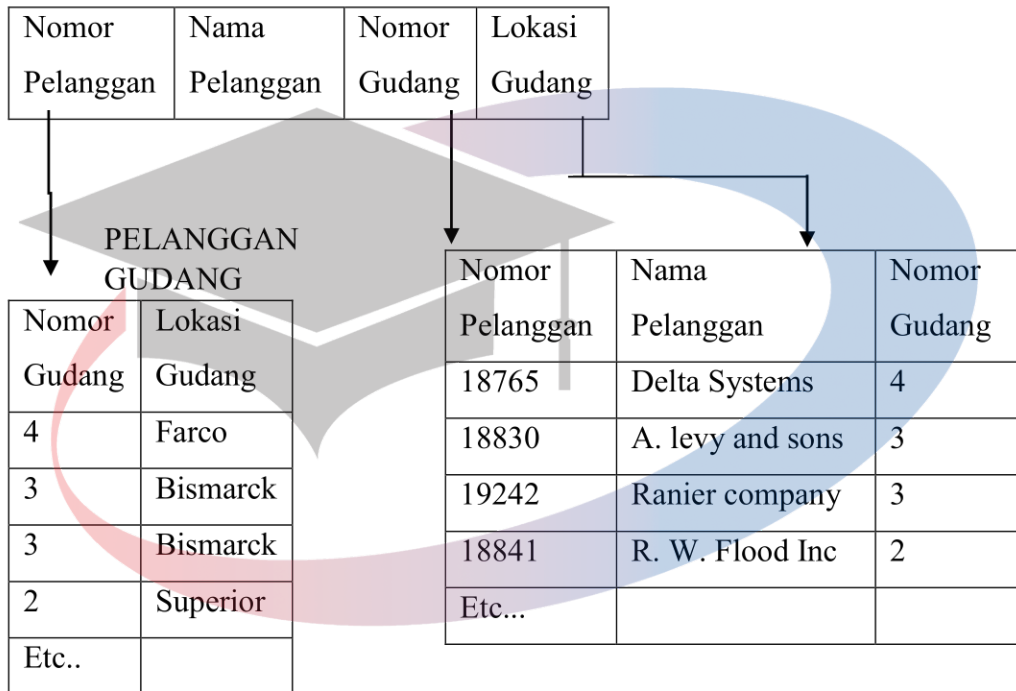 Nomor Nama Nomor Lokasi
Pelanggan Pelanggan Gudang Gudang
PELANGGAN
GUDANG
Nomor Lokasi
Gudang Gudang
4 Farco
3 Bismarck
3 Bismarck
2 Superior
Etc..
Nomor Nama Nomor
Pelanggan Pelanggan Gudang
18765 Delta Systems 4
18830 A. levy and sons 3
19242 Ranier company 3
18841 R. W. Flood Inc 2
Etc...